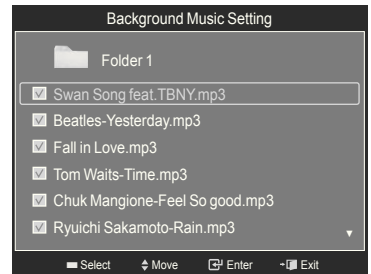 Background Music Setting
Folder 1
Swan Song feat.TBNY.mp3
Beatles-Yesterday.mp3
Fall in Love.mp3
Tom Waits-Time.mp3
Chuk Mangione-Feel So good.mp3
Ryuichi Sakamoto-Rain.mp3
Select Move Enter Exit